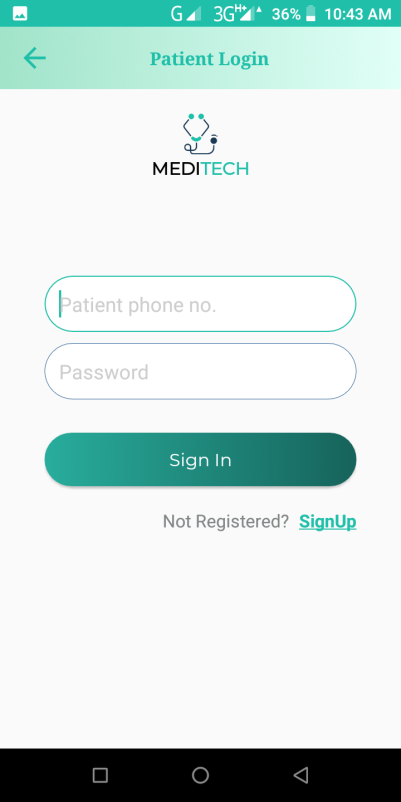 G 3G H+ 36% 10:43 AM
Patient Login
MEDITECH
Patient phone no.
Password
Sign In
Not Registered? SignUp